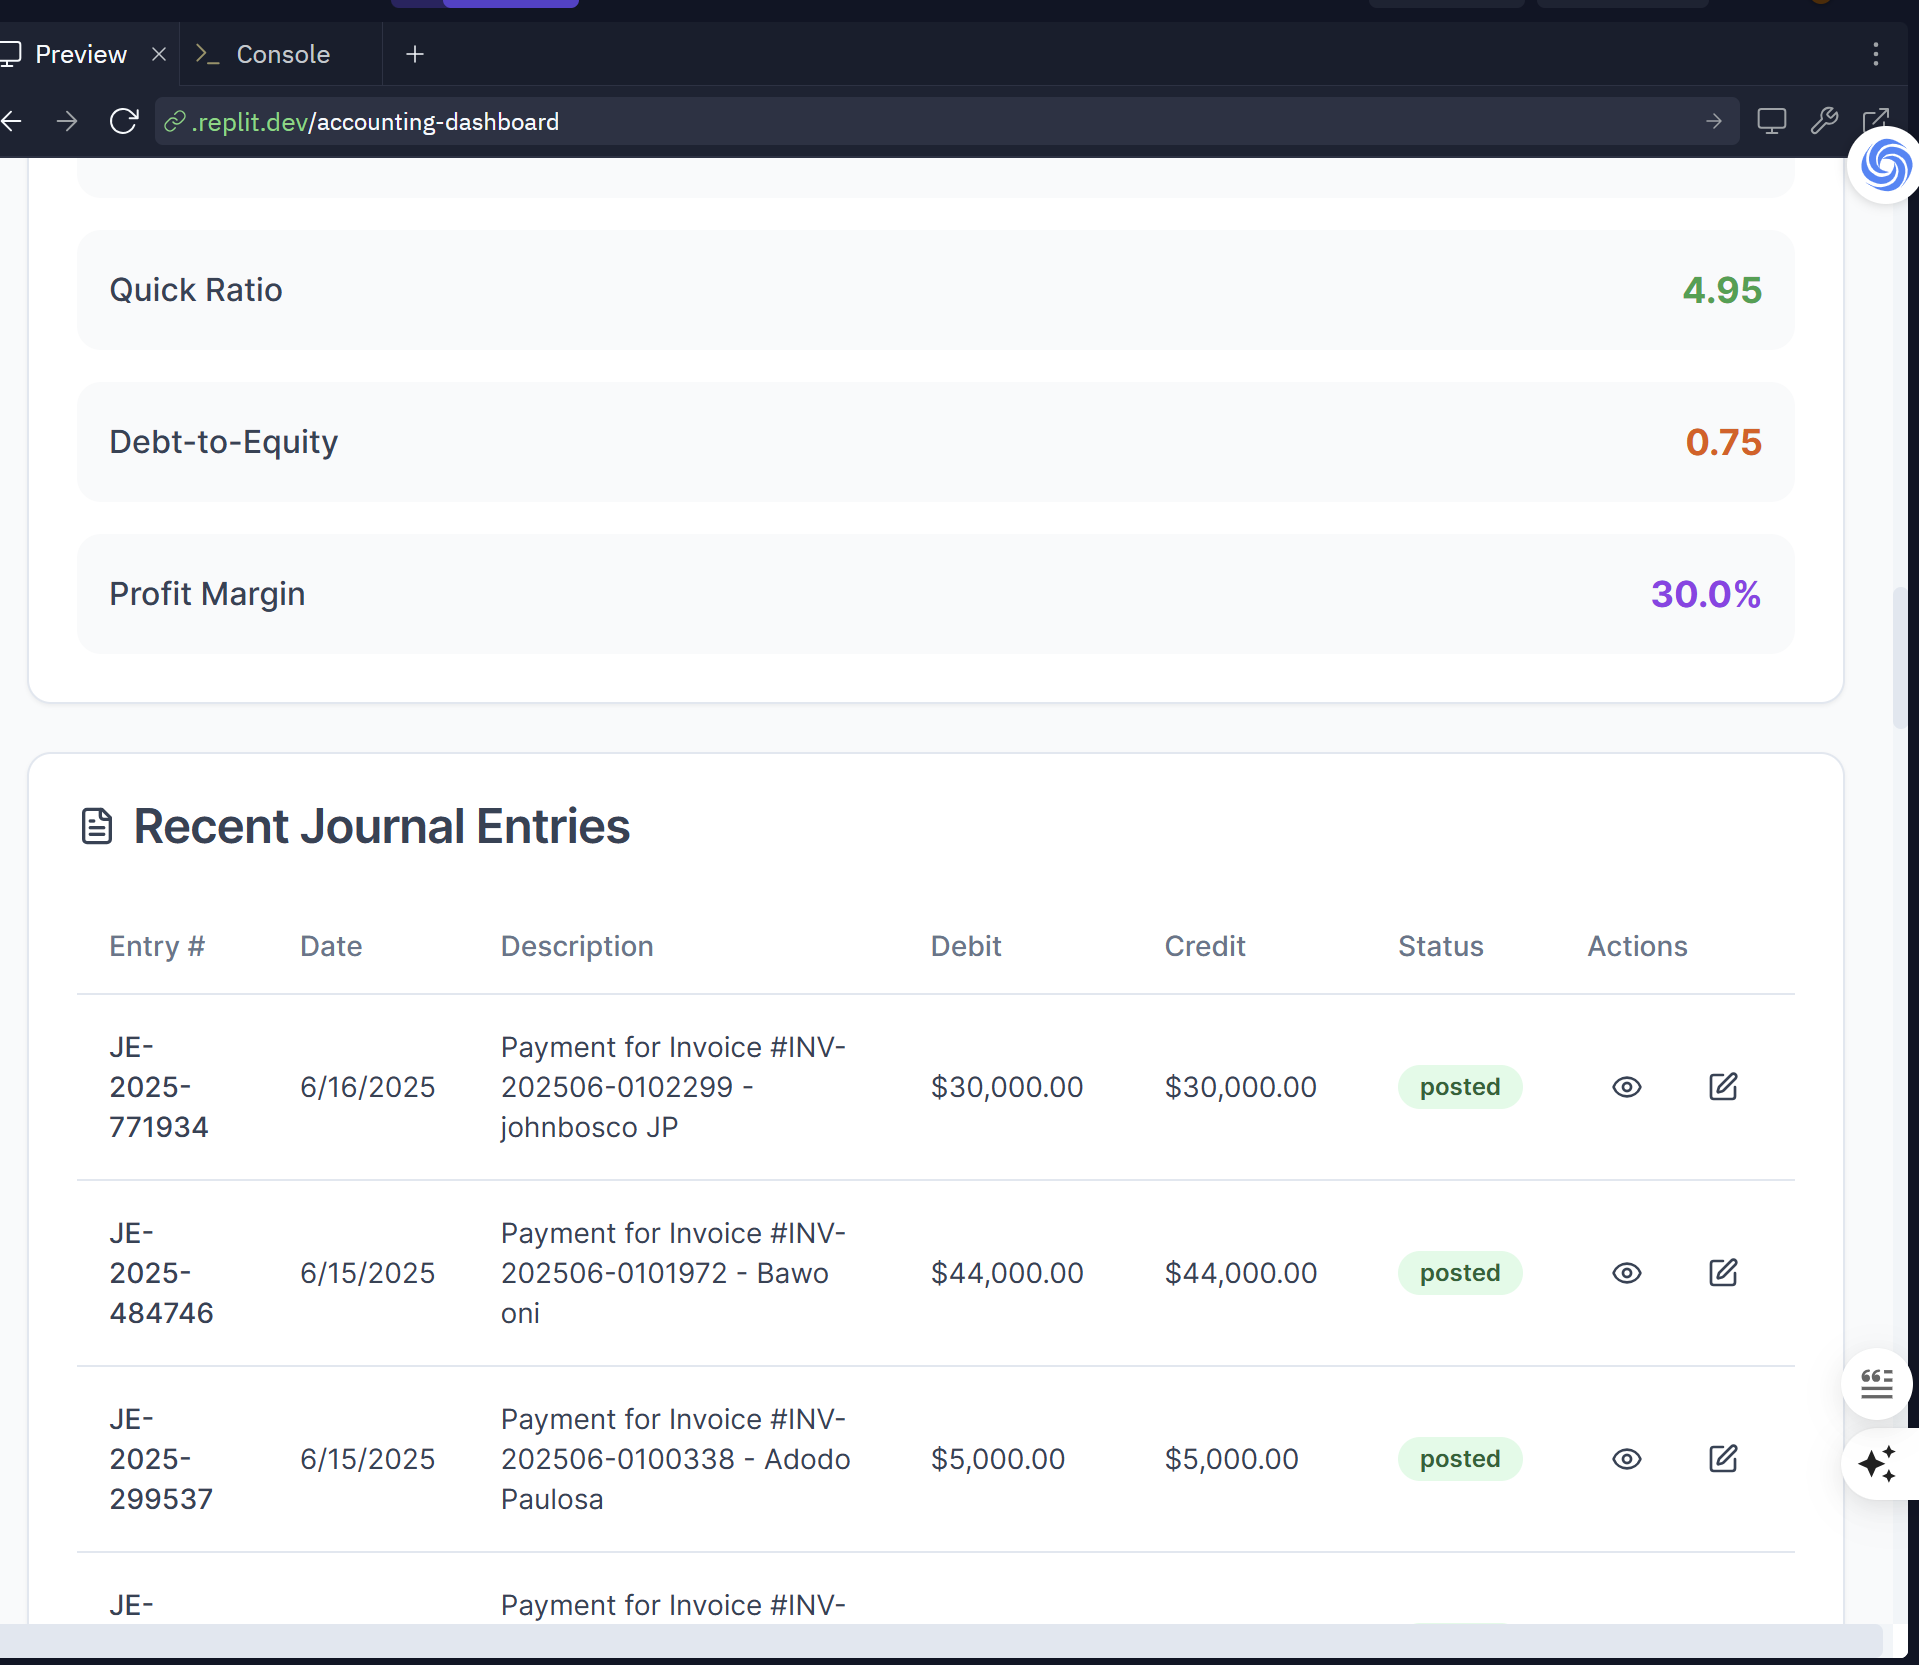 Preview
Console
.replit.dev/accounting-dashboard
Quick Ratio
4.95
Debt-to-Equity
0.75
Profit Margin
30.0%
Recent Journal Entries
Entry # Date Description Debit Credit Status Actions
JE-
2025-
771934
6/16/2025
Payment for Invoice #INV-
202506-0102299 -
johnbosco JP
$30,000.00
$30,000.00
posted
JE-
2025-
484746
6/15/2025
Payment for Invoice #INV-
202506-0101972 - Bawo
oni
$44,000.00
$44,000.00
posted
JE-
2025-
299537
6/15/2025
Payment for Invoice #INV-
202506-0100338 - Adodo
Paulosa
$5,000.00
$5,000.00
posted
JE-
Payment for Invoice #INV-